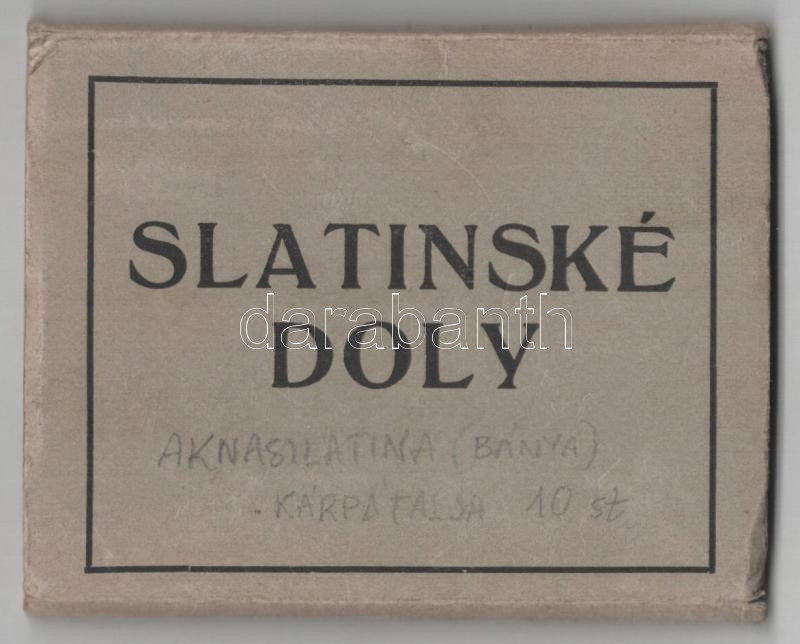 SLATINSKÉ
darabanth
DOLY
AKNASZLATINA (BÁNYA)
KÁRPÁTALJA 10 st